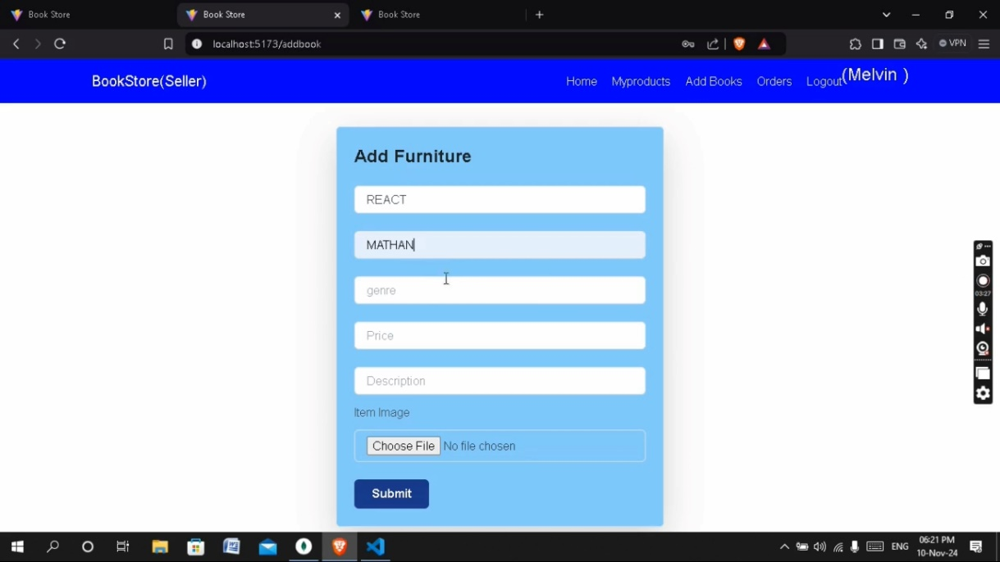 Book Store
Book Store
Book Store
localhost:5173/addbook
VPN
BookStore(Seller)
Home
Myproducts
Add Books
Orders
Logout
(Melvin )
Add Furniture
REACT
MATHAN
genre
Price
Description
Item Image
Choose File No file chosen
Submit
03:27
ENG
06:21 PM
10-Nov-24